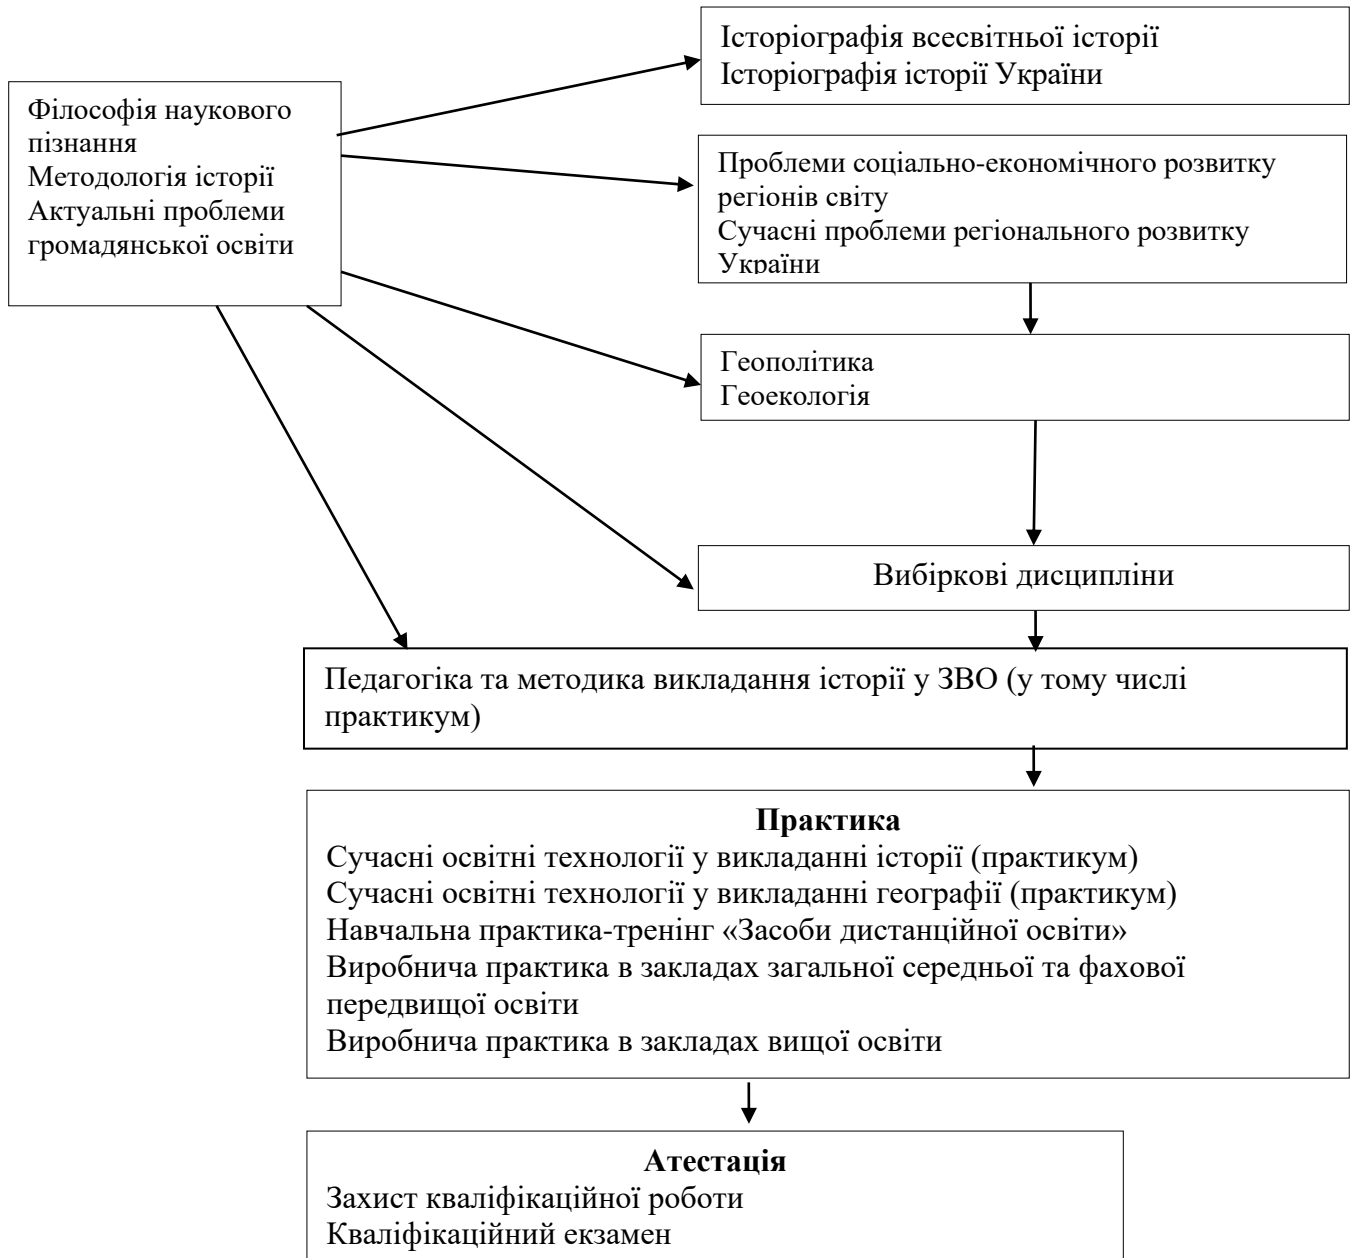 Історіографія всесвітньої історії
Історіографія історії України
Філософія наукового
пізнання
Методологія історії
Актуальні проблеми
громадянської освіти
Проблеми соціально-економічного розвитку
регіонів світу
Сучасні проблеми регіонального розвитку
України
Геополітика
Геоекологія
Вибіркові дисципліни
Педагогіка та методика викладання історії у ЗВО (у тому числі
практикум)
Практика
Сучасні освітні технології у викладанні історії (практикум)
Сучасні освітні технології у викладанні географії (практикум)
Навчальна практика-тренінг «Засоби дистанційної освіти»
Виробнича практика в закладах загальної середньої та фахової
передвищої освіти
Виробнича практика в закладах вищої освіти
Атестація
Захист кваліфікаційної роботи
Кваліфікаційний екзамен